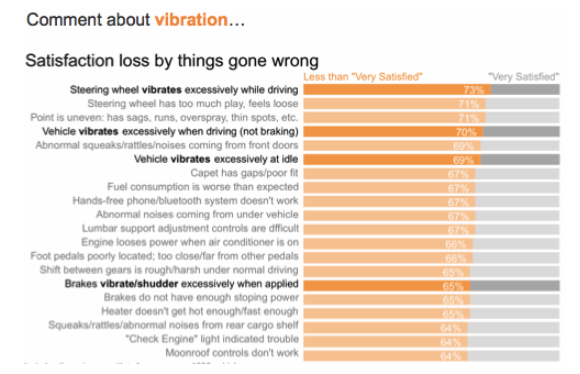 Comment about vibration…
Satisfaction loss by things gone wrong
Less than "Very Satisfied" "Very Satisfied"
Steering wheel vibrates excessively while driving 73%
Steering wheel has too much play, feels loose 71%
Point is uneven: has sags, runs, overspray, thin spots, etc. 71%
Vehicle vibrates excessively when driving (not braking) 70%
Abnormal squeaks/rattles/noises coming from front doors 69%
Vehicle vibrates excessively at idle 69%
Capet has gaps/poor fit 67%
Fuel consumption is worse than expected 67%
Hands-free phone/bluetooth system doesn't work 67%
Abnormal noises coming from under vehicle 67%
Lumbar support adjustment controls are dfficult 67%
Engine looses power when air conditioner is on 66%
Foot pedals poorly located; too close/far from other pedals 66%
Shift between gears is rough/harsh under normal driving 65%
Brakes vibrate/shudder excessively when applied 65%
Brakes do not have enough stoping power 65%
Heater doesn't get hot enough/fast enough 65%
Squeaks/rattles/abnormal noises from rear cargo shelf 64%
"Check Engine" light indicated trouble 64%
Moonroof controls don't work 64%